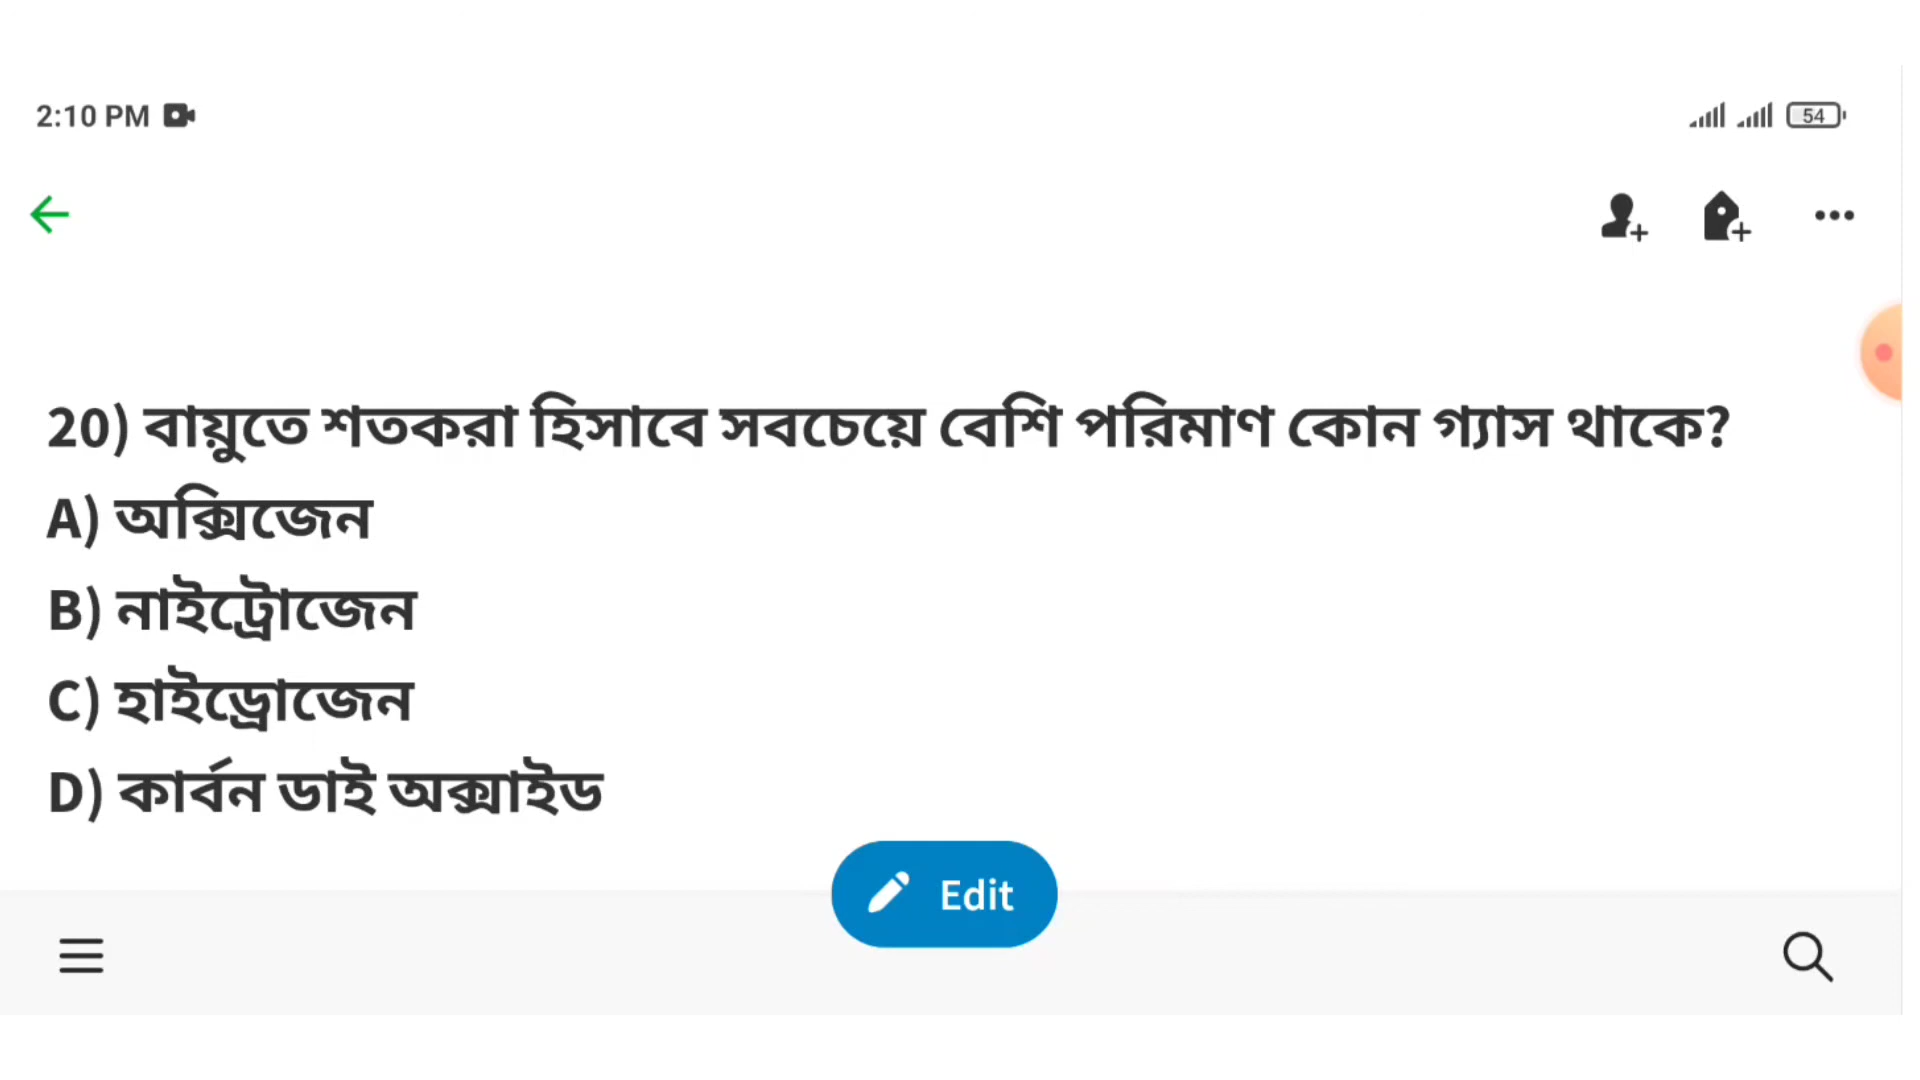 2:10 PM
54
20) বায়ুতে শতকরা হিসাবে সবচেয়ে বেশি পরিমাণ কোন গ্যাস থাকে?
A) অক্সিজেন
B) নাইট্রোজেন
C) হাইড্রোজেন
D) কার্বন ডাই অক্সাইড
Edit